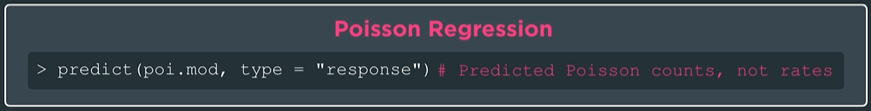 Poisson Regression
> predict(poi.mod, type = "response") # Predicted Poisson counts, not rates